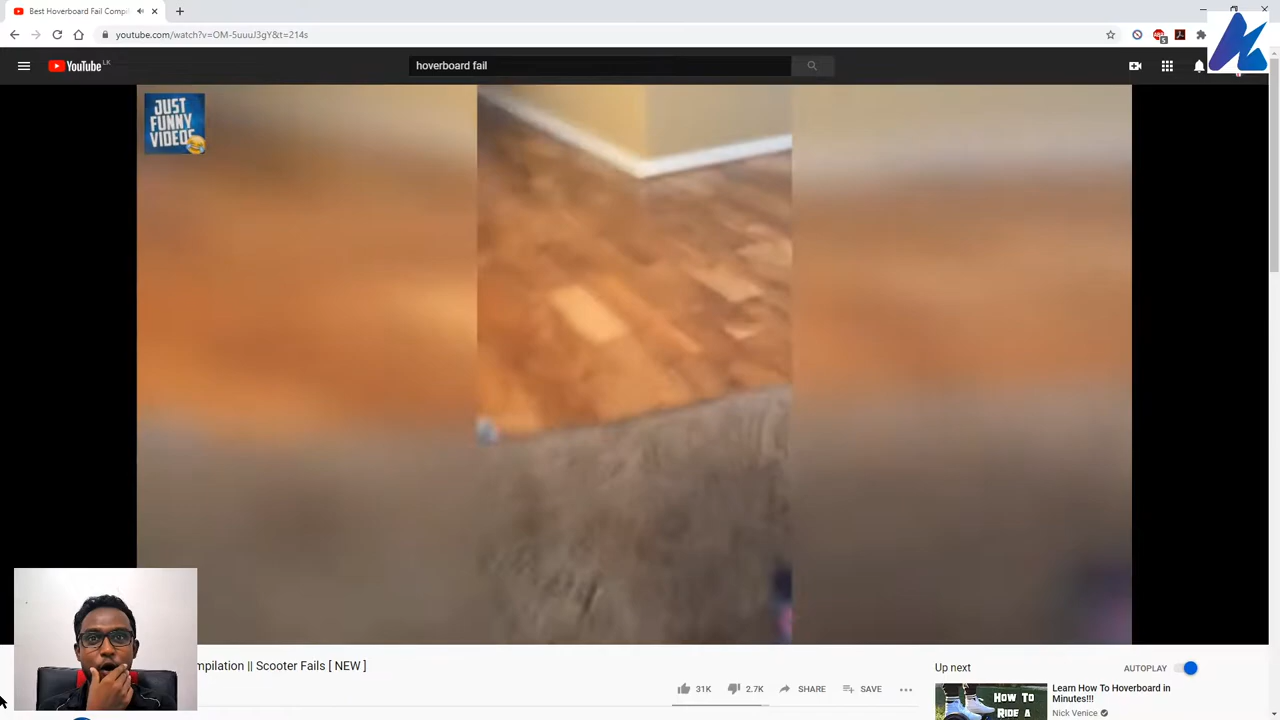 Best Hoverboard Fail Compil
youtube.com/watch?v=OM-5uuuJ3gY&t=214s
YouTube LK
hoverboard fail
JUST
FUNNY
VIDEOS
mpilation || Scooter Fails [ NEW ]
31K
2.7K
SHARE
SAVE
Up next
AUTOPLAY
HOW TO
RIDE A
Learn How To Hoverboard in
Minutes!!!
Nick Venice